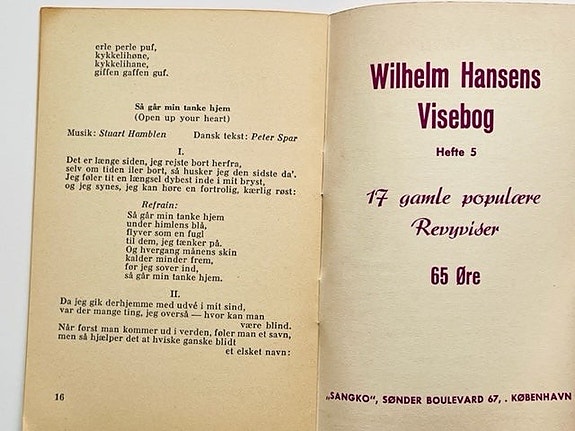 erle perle puf,
kykkelihøne,
kykkelihane,
giffen gaffen guf.
Så går min tanke hjem
(Open up your heart)
Musik: Stuart Hamblen Dansk tekst: Peter Spar
I.
Det er længe siden, jeg rejste bort herfra,
selv om tiden iler bort, så husker jeg den sidste da'.
Jeg føler tit en længsel dybest inde i mit bryst,
og jeg synes, jeg kan høre en fortrolig, kærlig røst:
Refrain:
Så går min tanke hjem
under himlens blå,
flyver som en fugl
til dem, jeg tænker på.
Og hvergang månens skin
kalder minder frem,
før jeg sover ind,
så går min tanke hjem.
II.
Da jeg gik derhjemme med udvé i mit sind,
var der mange ting, jeg overså — hvor kan man
være blind.
Når først man kommer ud i verden, føler man et savn,
men så hjælper det at hviske ganske blidt
et elsket navn:
16
Wilhelm Hansens
Visebog
Hefte 5
17 gamle populære
Revyviser
65 Øre
„SANGKO", SØNDER BOULEVARD 67, . KØBENHAVN